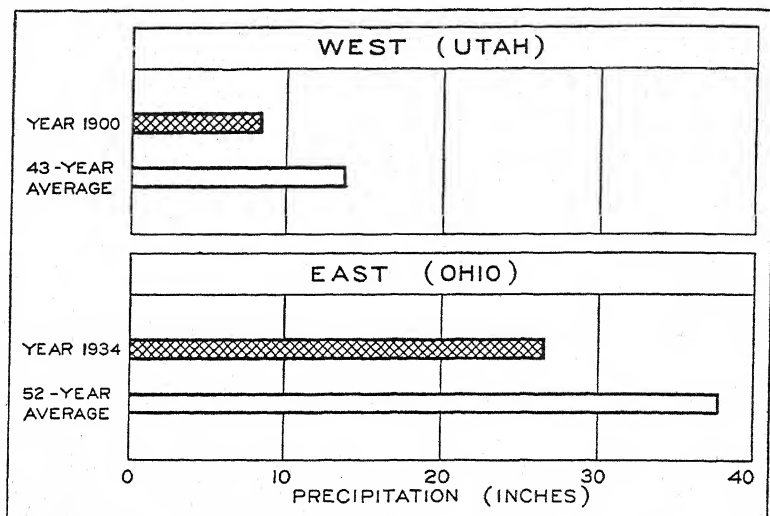 WEST (UTAH)
YEAR 1900
43-YEAR
AVERAGE
EAST (OHIO)
YEAR 1934
52-YEAR
AVERAGE
0 10 20 30 40
PRECIPITATION (INCHES)